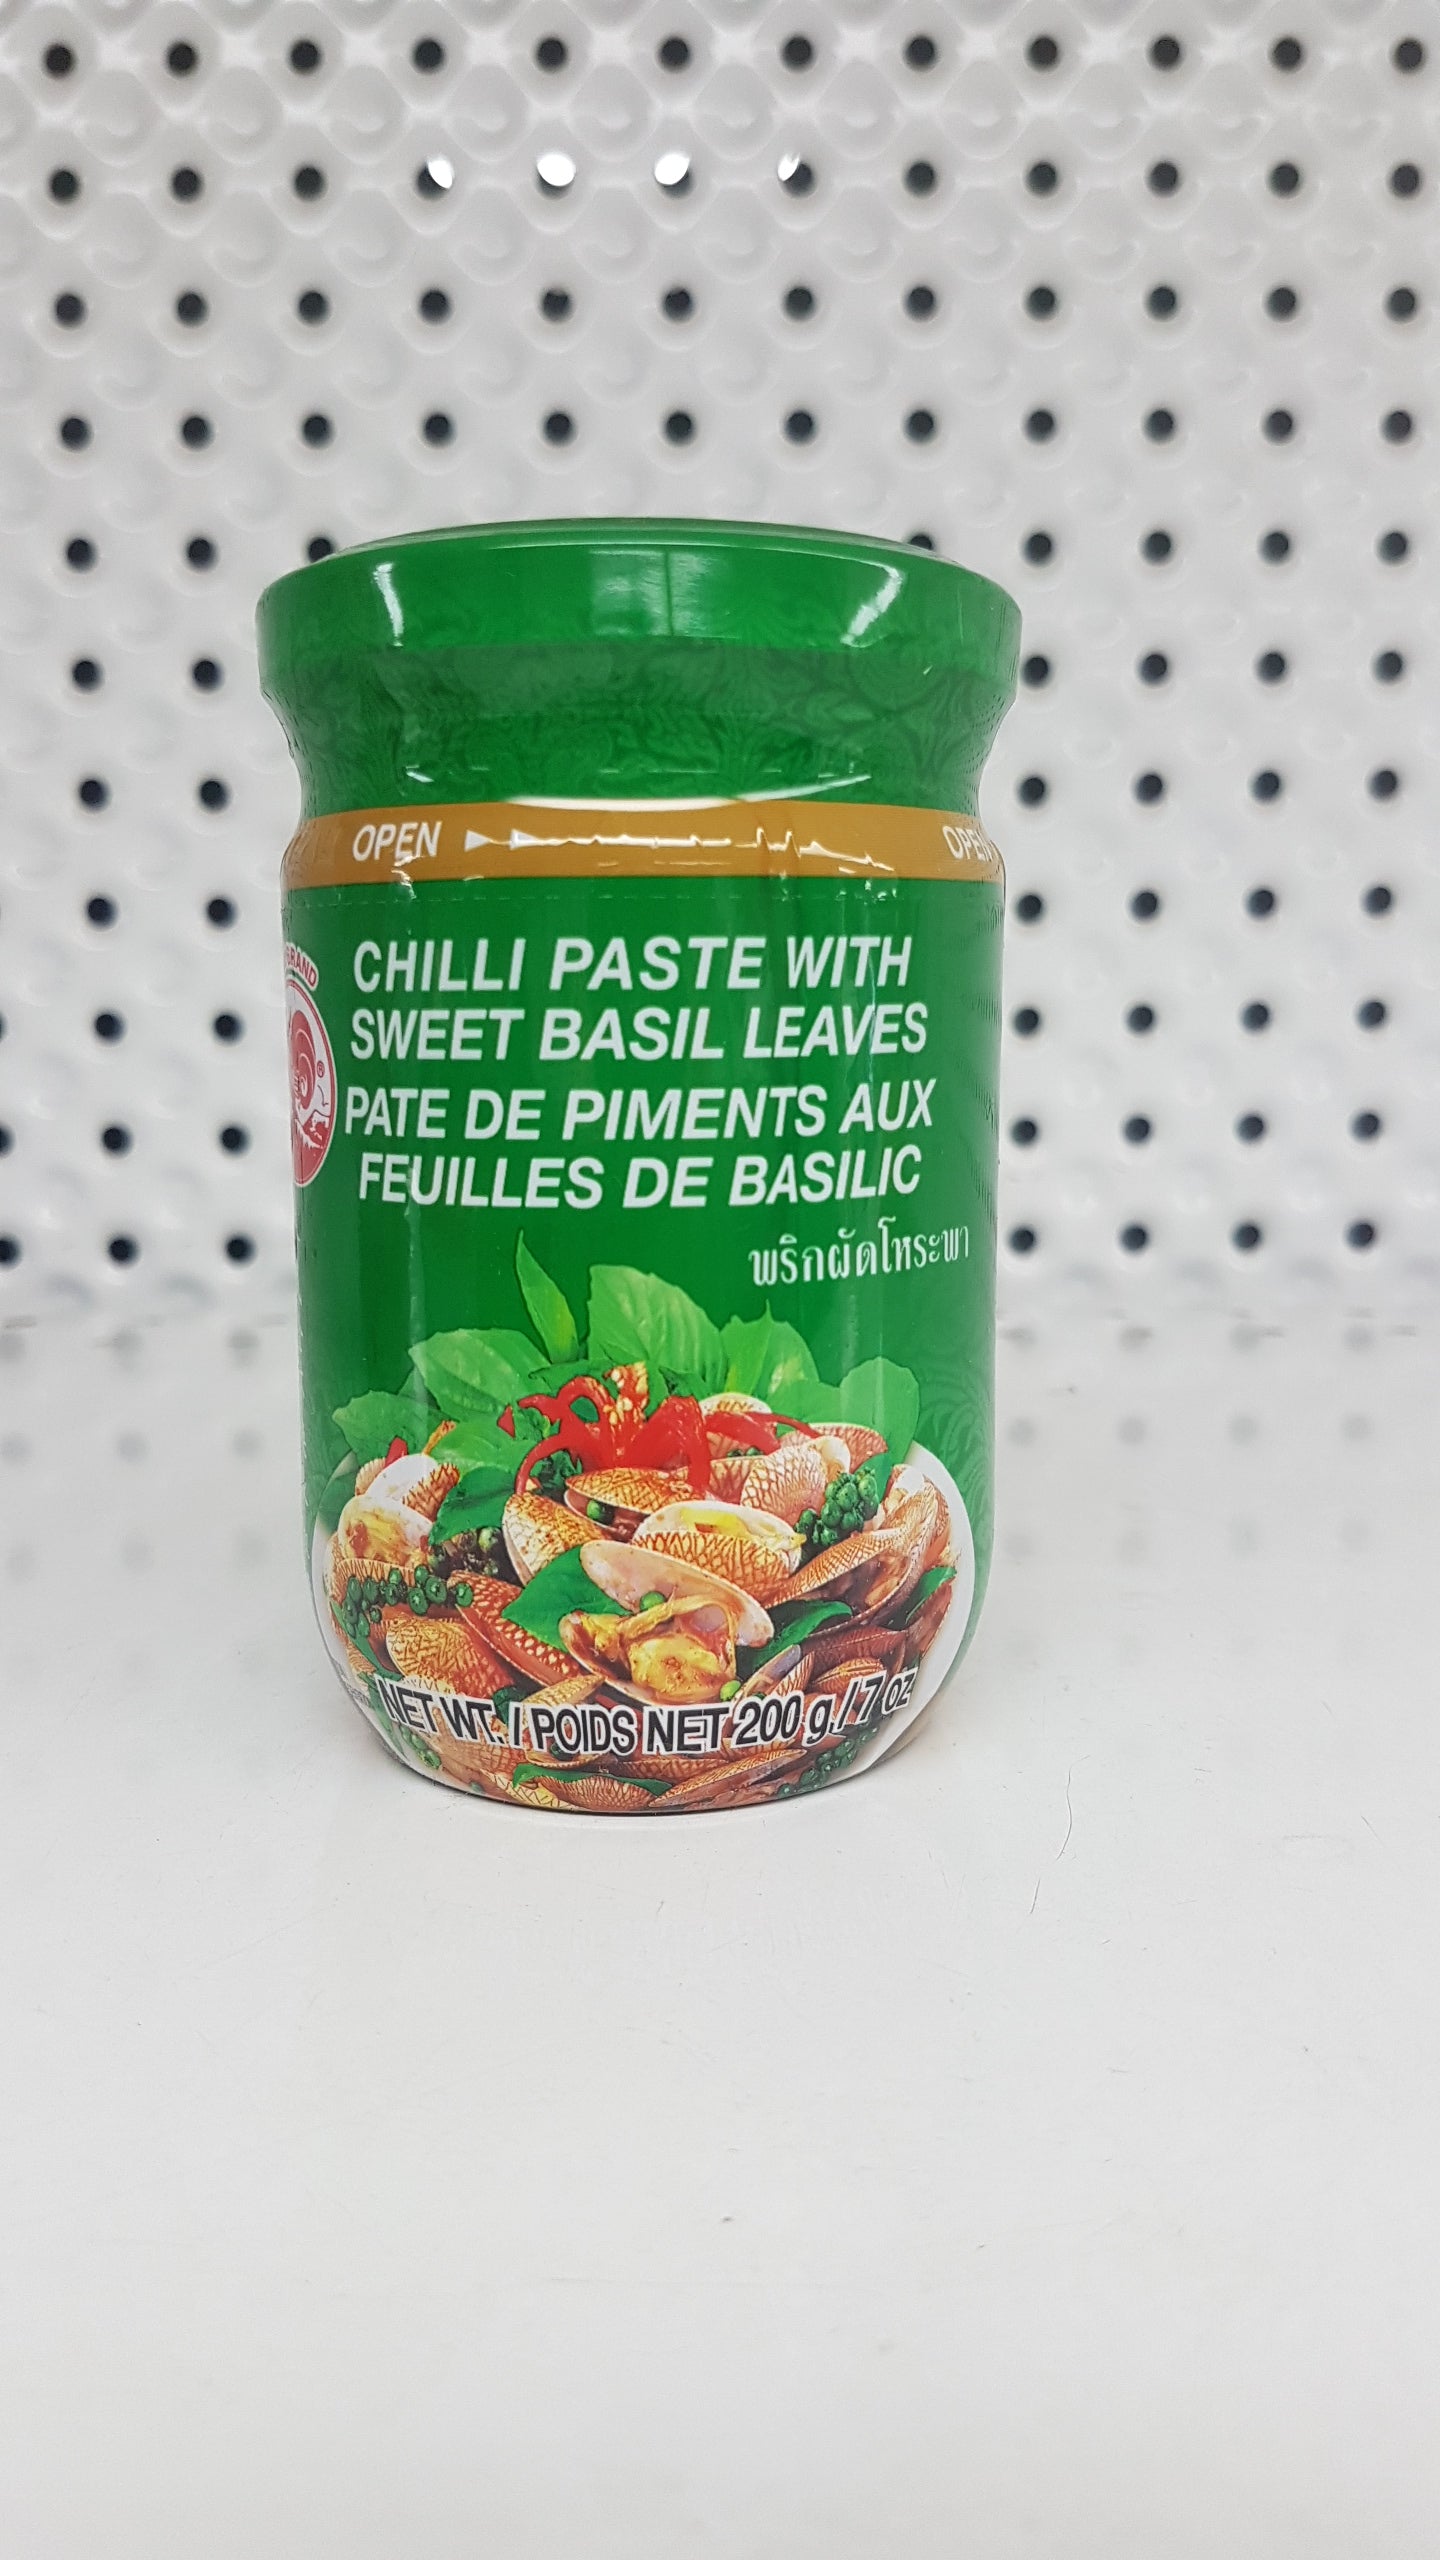 OPEN OPEN
BRAND
CHILLI PASTE WITH
SWEET BASIL LEAVES
PATE DE PIMENTS AUX
FEUILLES DE BASILIC
พริกผัดโหระพา
NET WT. / POIDS NET 200 g. / 7 oz